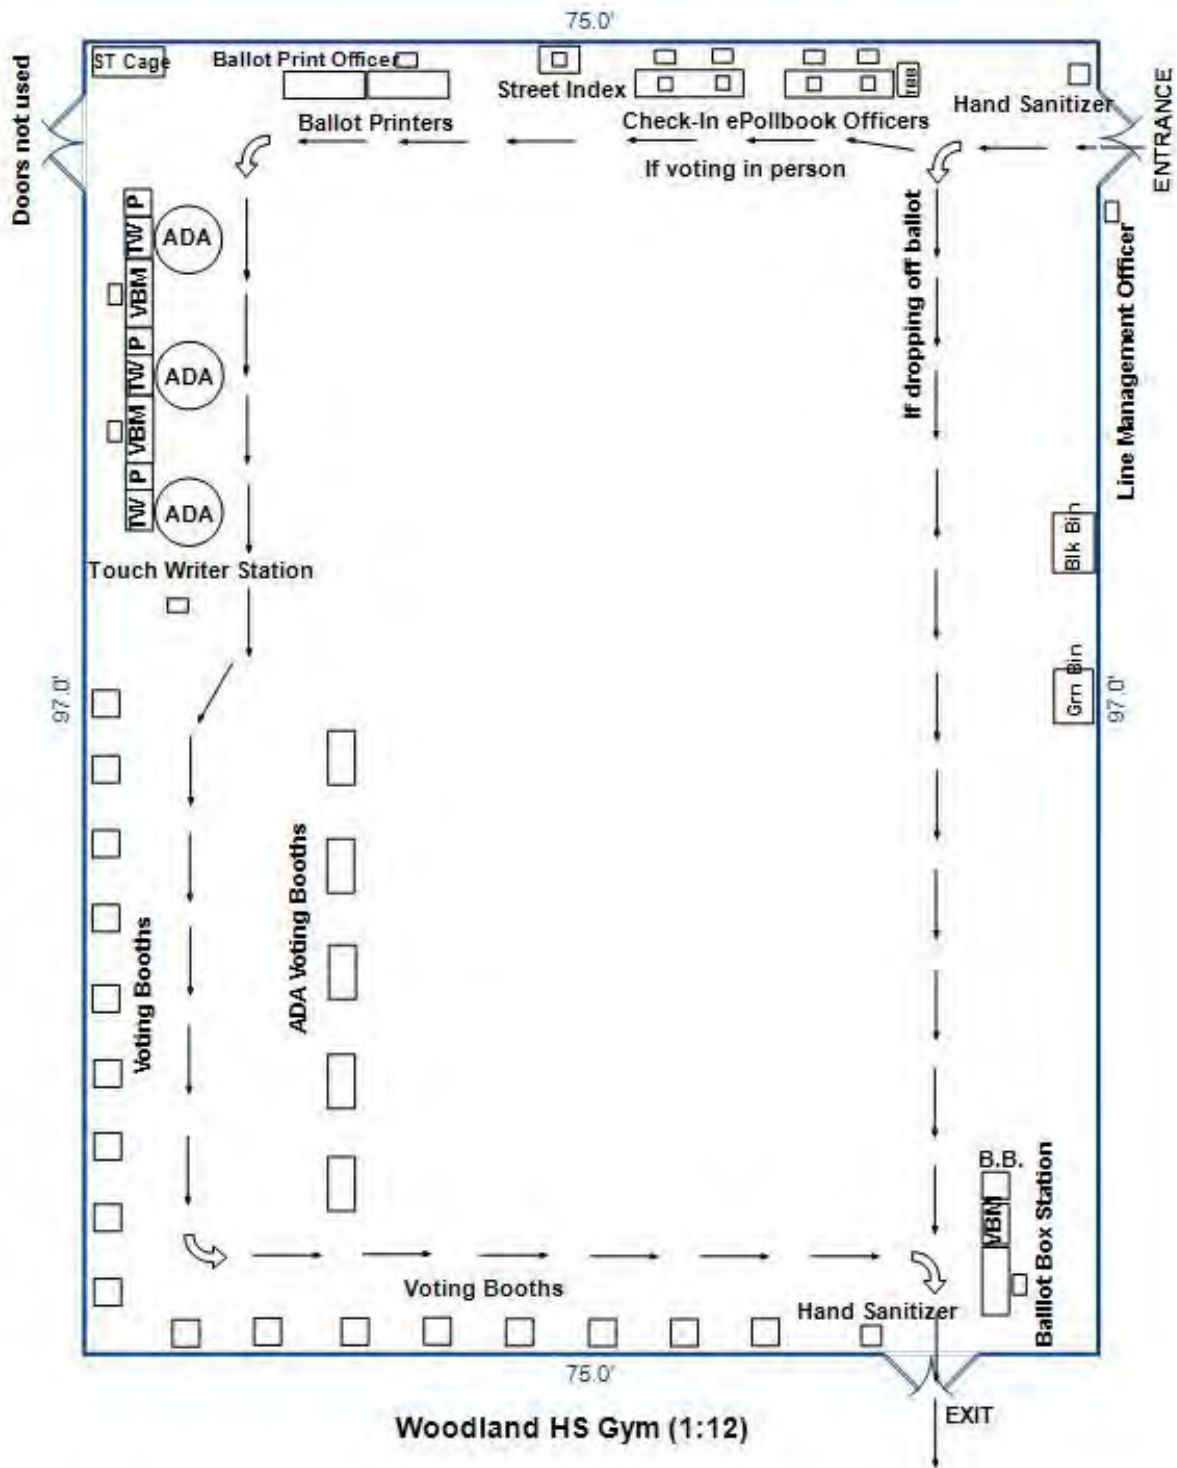 75.0'
Doors not used
ST Cage
Ballot Print Officer
Street Index
Hand Sanitizer
ENTRANCE
Ballot Printers
Check-In ePollbook Officers
If voting in person
If dropping off ballot
Line Management Officer
TW P
ADA
VBM
TW P
ADA
VBM
TW P
ADA
Touch Writer Station
Blk Bin
Grn Bin
97.0'
97.0'
Voting Booths
ADA Voting Booths
B.B.
VBM
Ballot Box Station
Voting Booths
Hand Sanitizer
75.0'
EXIT
Woodland HS Gym (1:12)